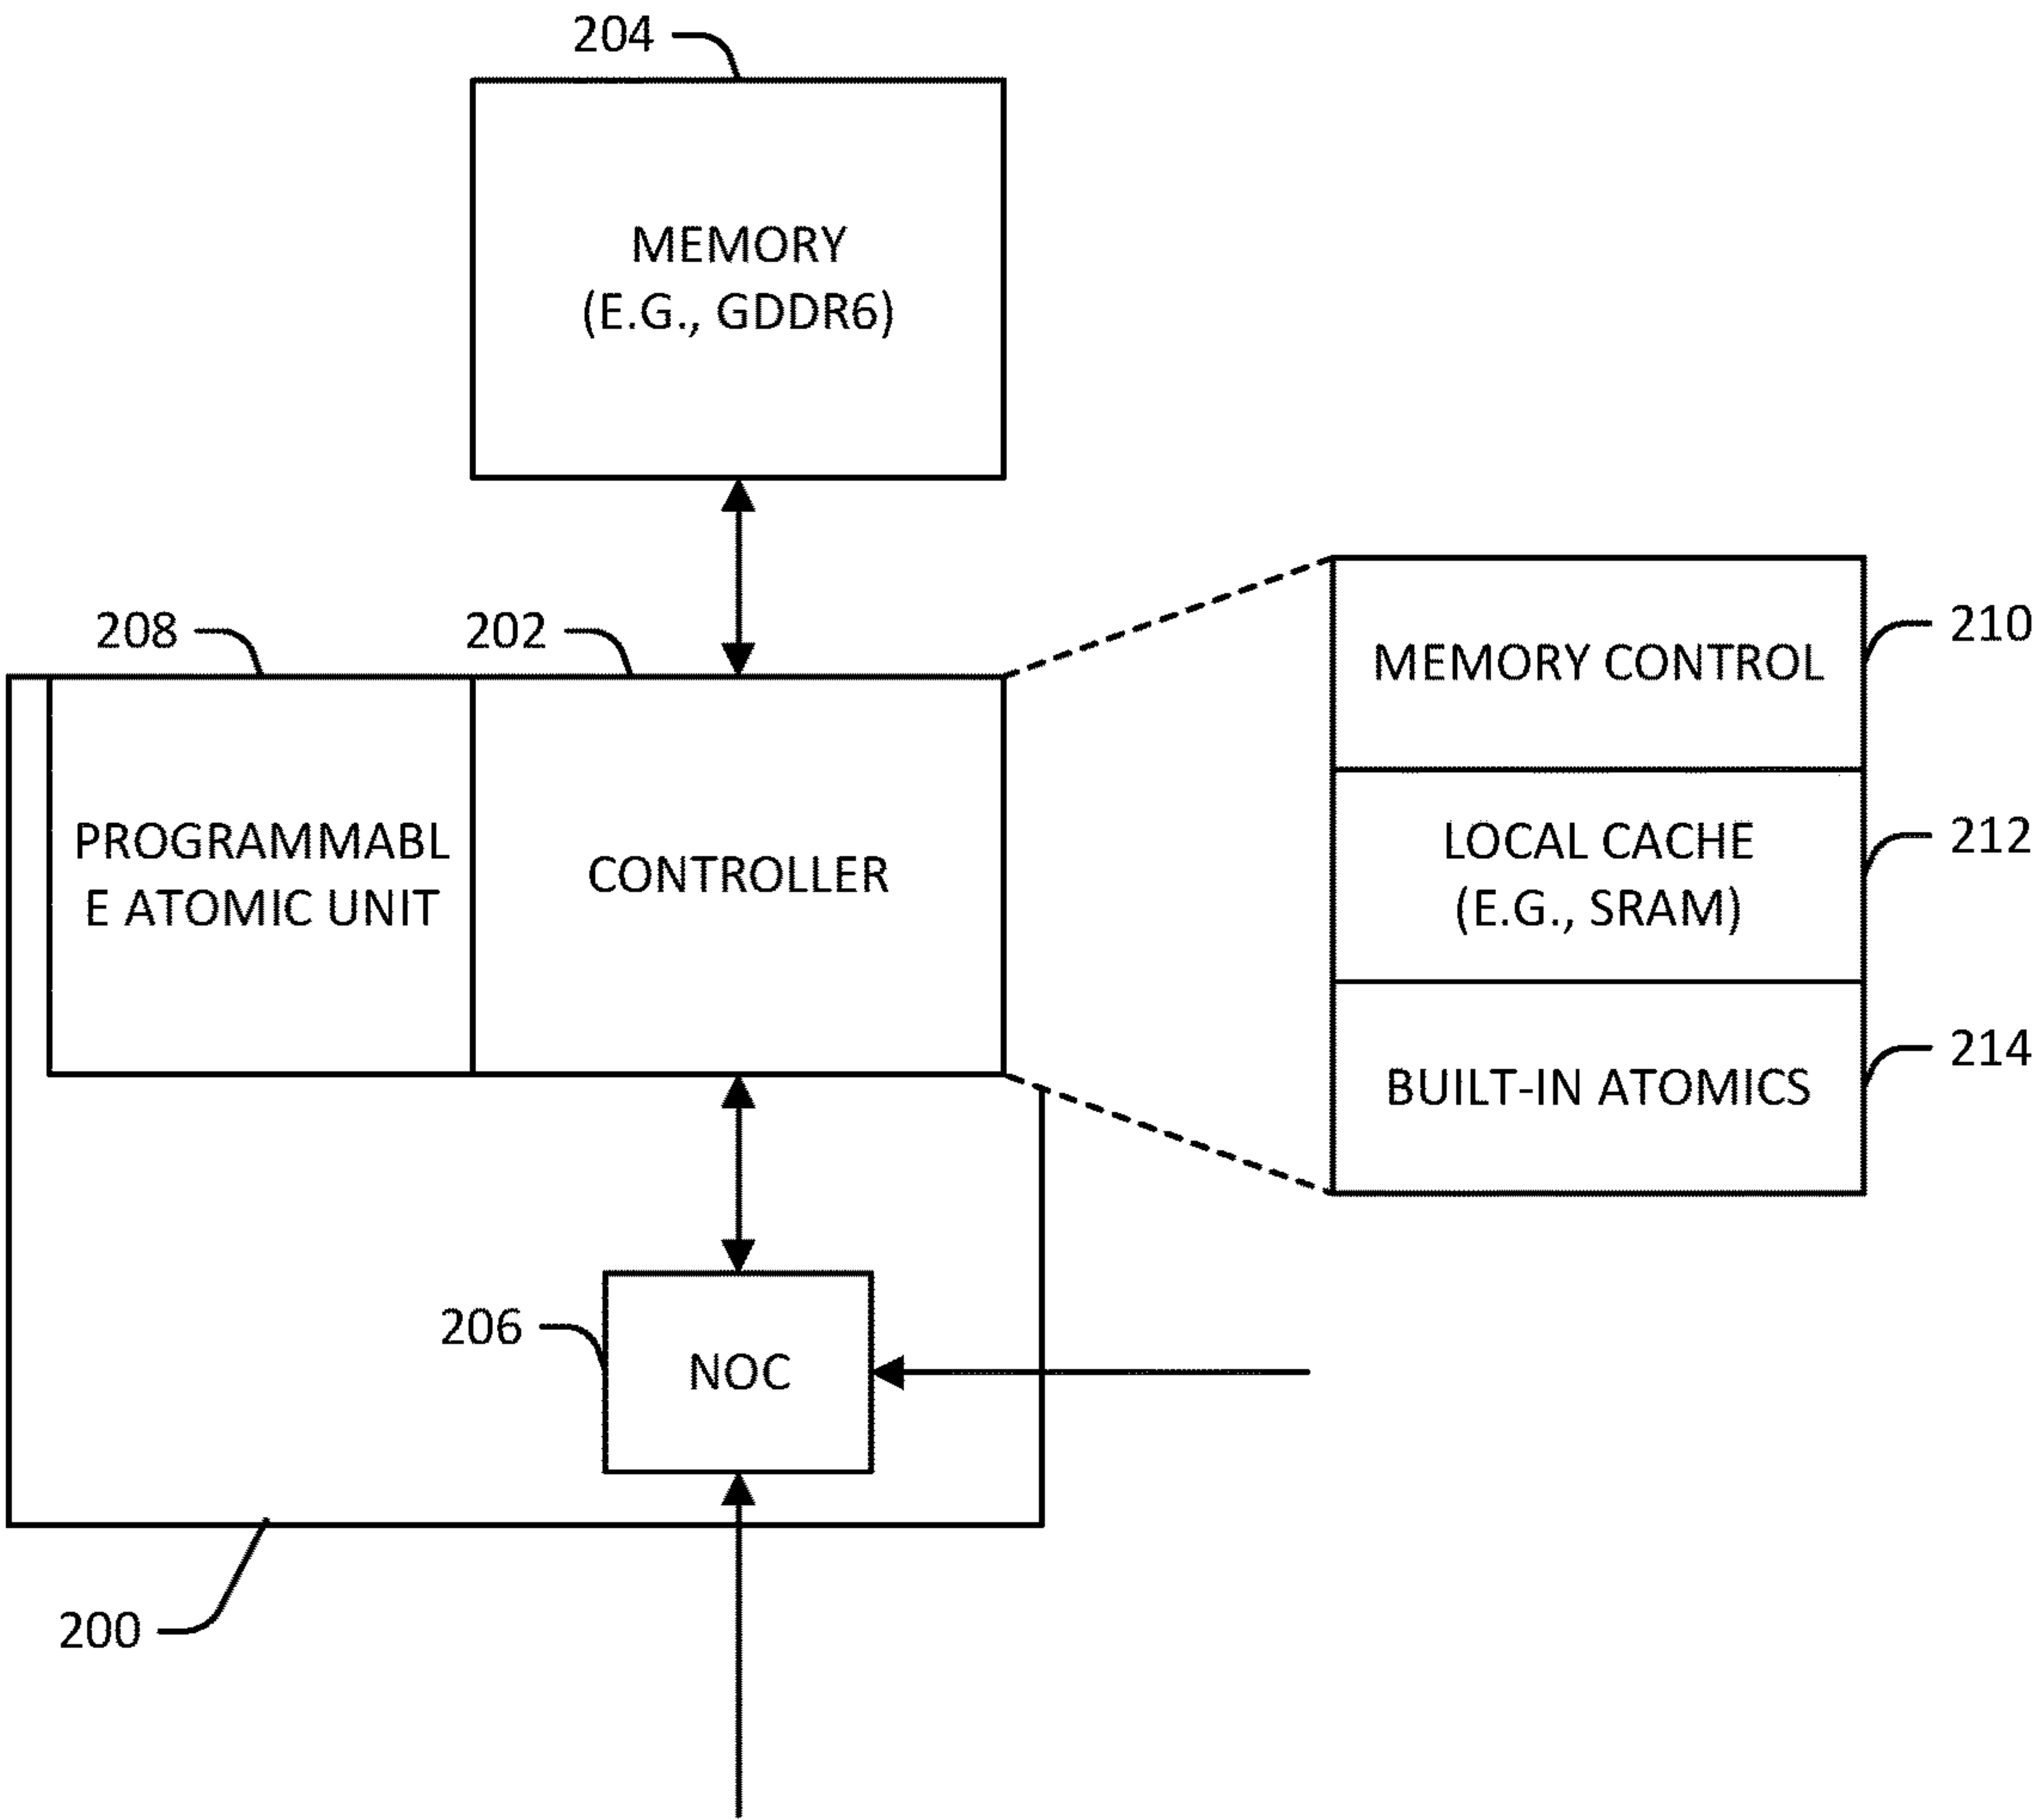 204
MEMORY
(E.G., GDDR6)
208
202
210
MEMORY CONTROL
PROGRAMMABL
E ATOMIC UNIT
CONTROLLER
212
LOCAL CACHE
(E.G., SRAM)
214
BUILT-IN ATOMICS
206
NOC
200